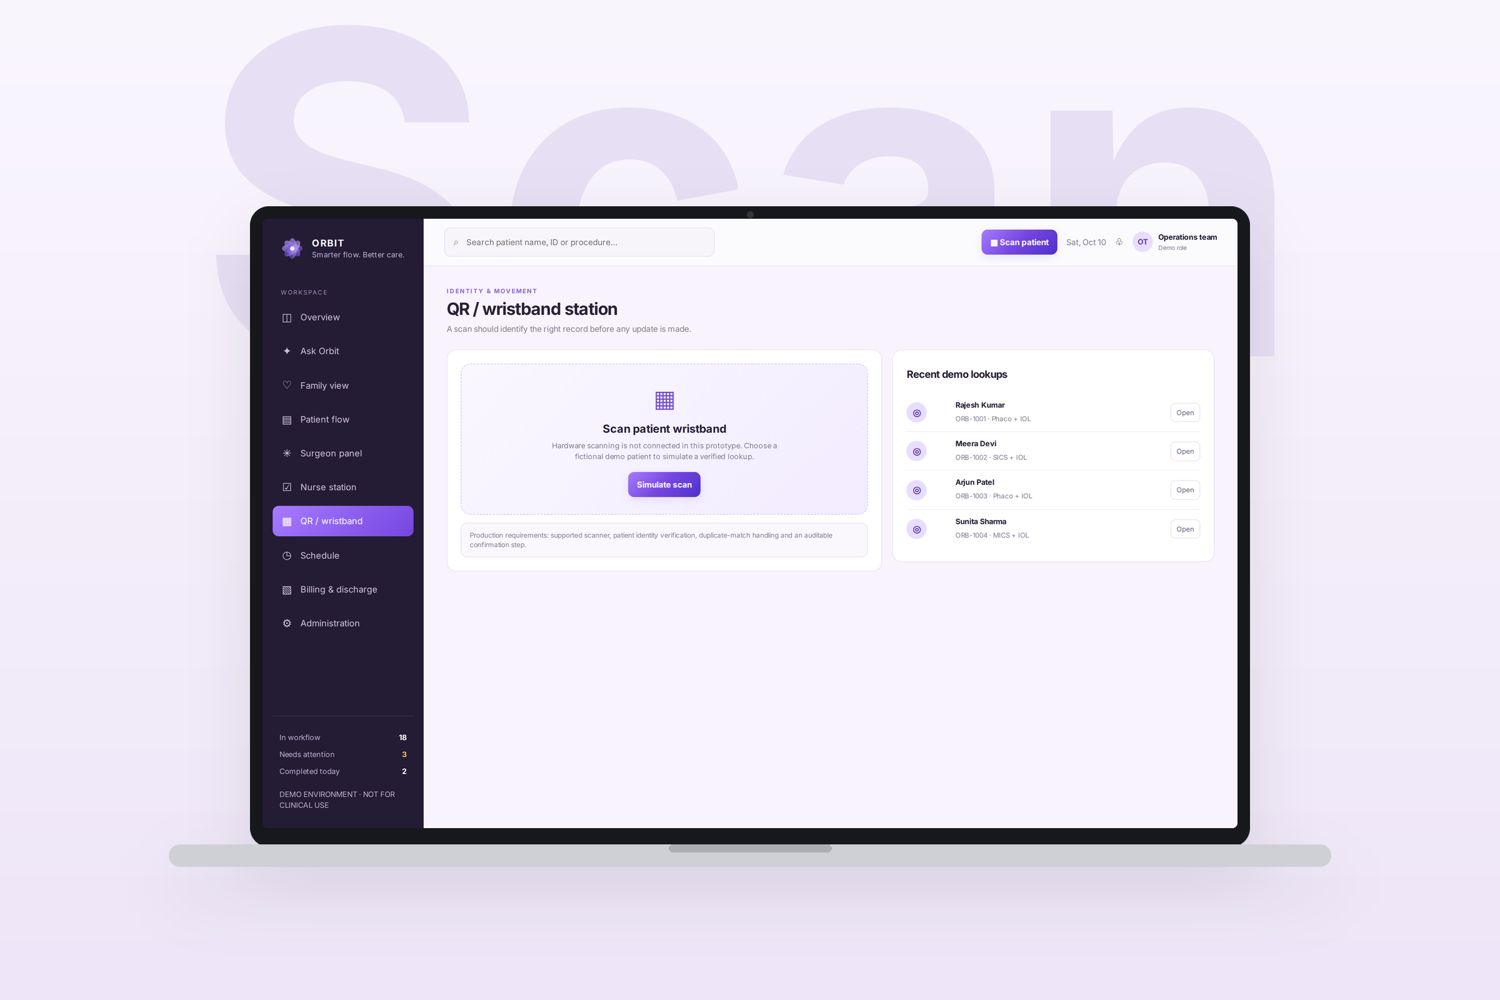 Scan
ORBIT
Smarter flow. Better care.
WORKSPACE
Overview
Ask Orbit
Family view
Patient flow
Surgeon panel
Nurse station
QR / wristband
Schedule
Billing & discharge
Administration
In workflow 18
Needs attention 3
Completed today 2
DEMO ENVIRONMENT · NOT FOR
CLINICAL USE
Search patient name, ID or procedure...
Scan patient
Sat, Oct 10
OT
Operations team
Demo role
IDENTITY & MOVEMENT
QR / wristband station
A scan should identify the right record before any update is made.
Scan patient wristband
Hardware scanning is not connected in this prototype. Choose a
fictional demo patient to simulate a verified lookup.
Simulate scan
Production requirements: supported scanner, patient identity verification, duplicate-match handling and an auditable
confirmation step.
Recent demo lookups
Rajesh Kumar
ORB-1001 · Phaco + IOL
Open
Meera Devi
ORB-1002 · SICS + IOL
Open
Arjun Patel
ORB-1003 · Phaco + IOL
Open
Sunita Sharma
ORB-1004 · MICS + IOL
Open